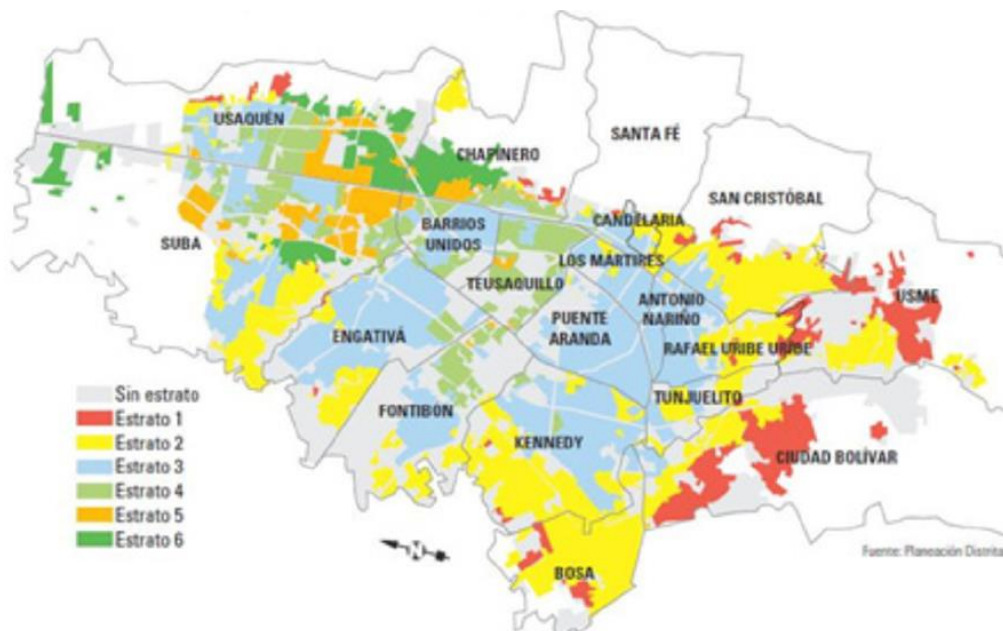 USAQUÉN
SANTA FÉ
CHAPINERO
SAN CRISTÓBAL
SUBA
BARRIOS
UNIDOS
CANDELARIA
LOS MÁRTIRES
TEUSAQUILLO
USME
ANTONIO
NARIÑO
PUENTE
ARANDA
ENGATIVÁ
RAFAEL URIBE URIBE
TUNJUELITO
FONTIBÓN
KENNEDY
CIUDAD BOLÍVAR
BOSA
Sin estrato
Estrato 1
Estrato 2
Estrato 3
Estrato 4
Estrato 5
Estrato 6
N
Fuente: Planeación Distrita